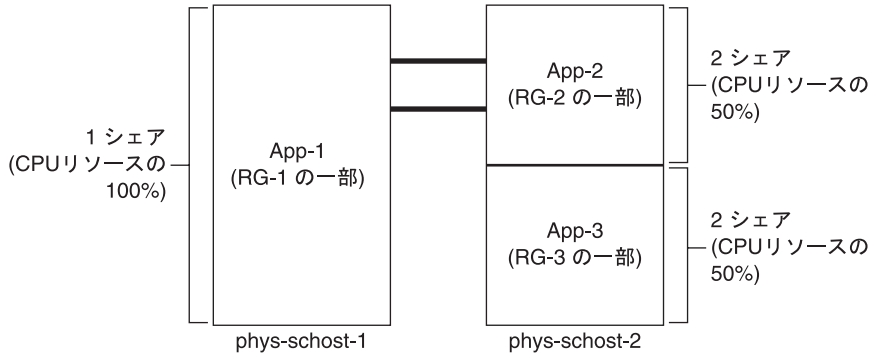 1 シェア
(CPUリソースの
100%)
App-1
(RG-1 の一部)
phys-schost-1
App-2
(RG-2 の一部)
2 シェア
(CPUリソースの
50%)
App-3
(RG-3 の一部)
2 シェア
(CPUリソースの
50%)
phys-schost-2